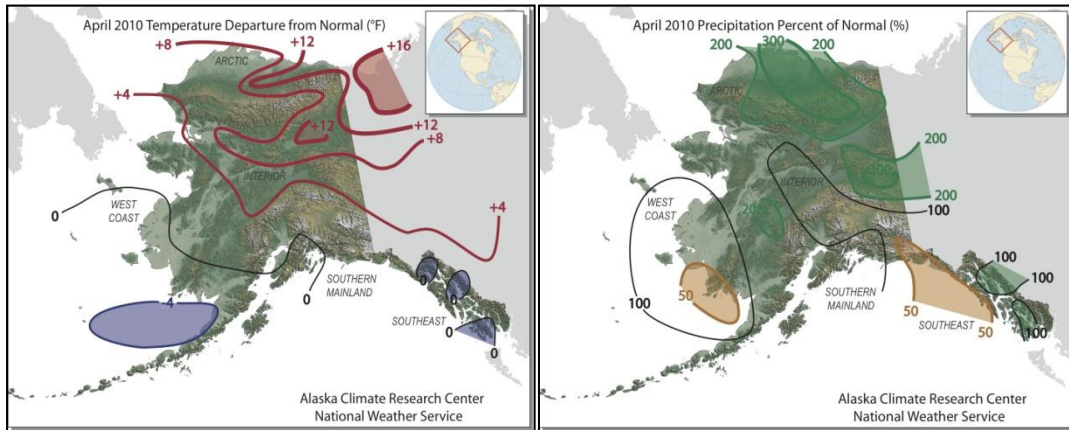 April 2010 Temperature Departure from Normal (°F)
+8
+12
+16
ARCTIC
+4
+12
+12
+8
INTERIOR
0
WEST
COAST
+4
SOUTHERN
MAINLAND
0
0
0
-4
SOUTHEAST
0
0
Alaska Climate Research Center
National Weather Service
April 2010 Precipitation Percent of Normal (%)
200
300
200
ARCTIC
200
INTERIOR
300
200
WEST
COAST
100
200
100
100
50
SOUTHERN
MAINLAND
100
50
SOUTHEAST
50
100
Alaska Climate Research Center
National Weather Service